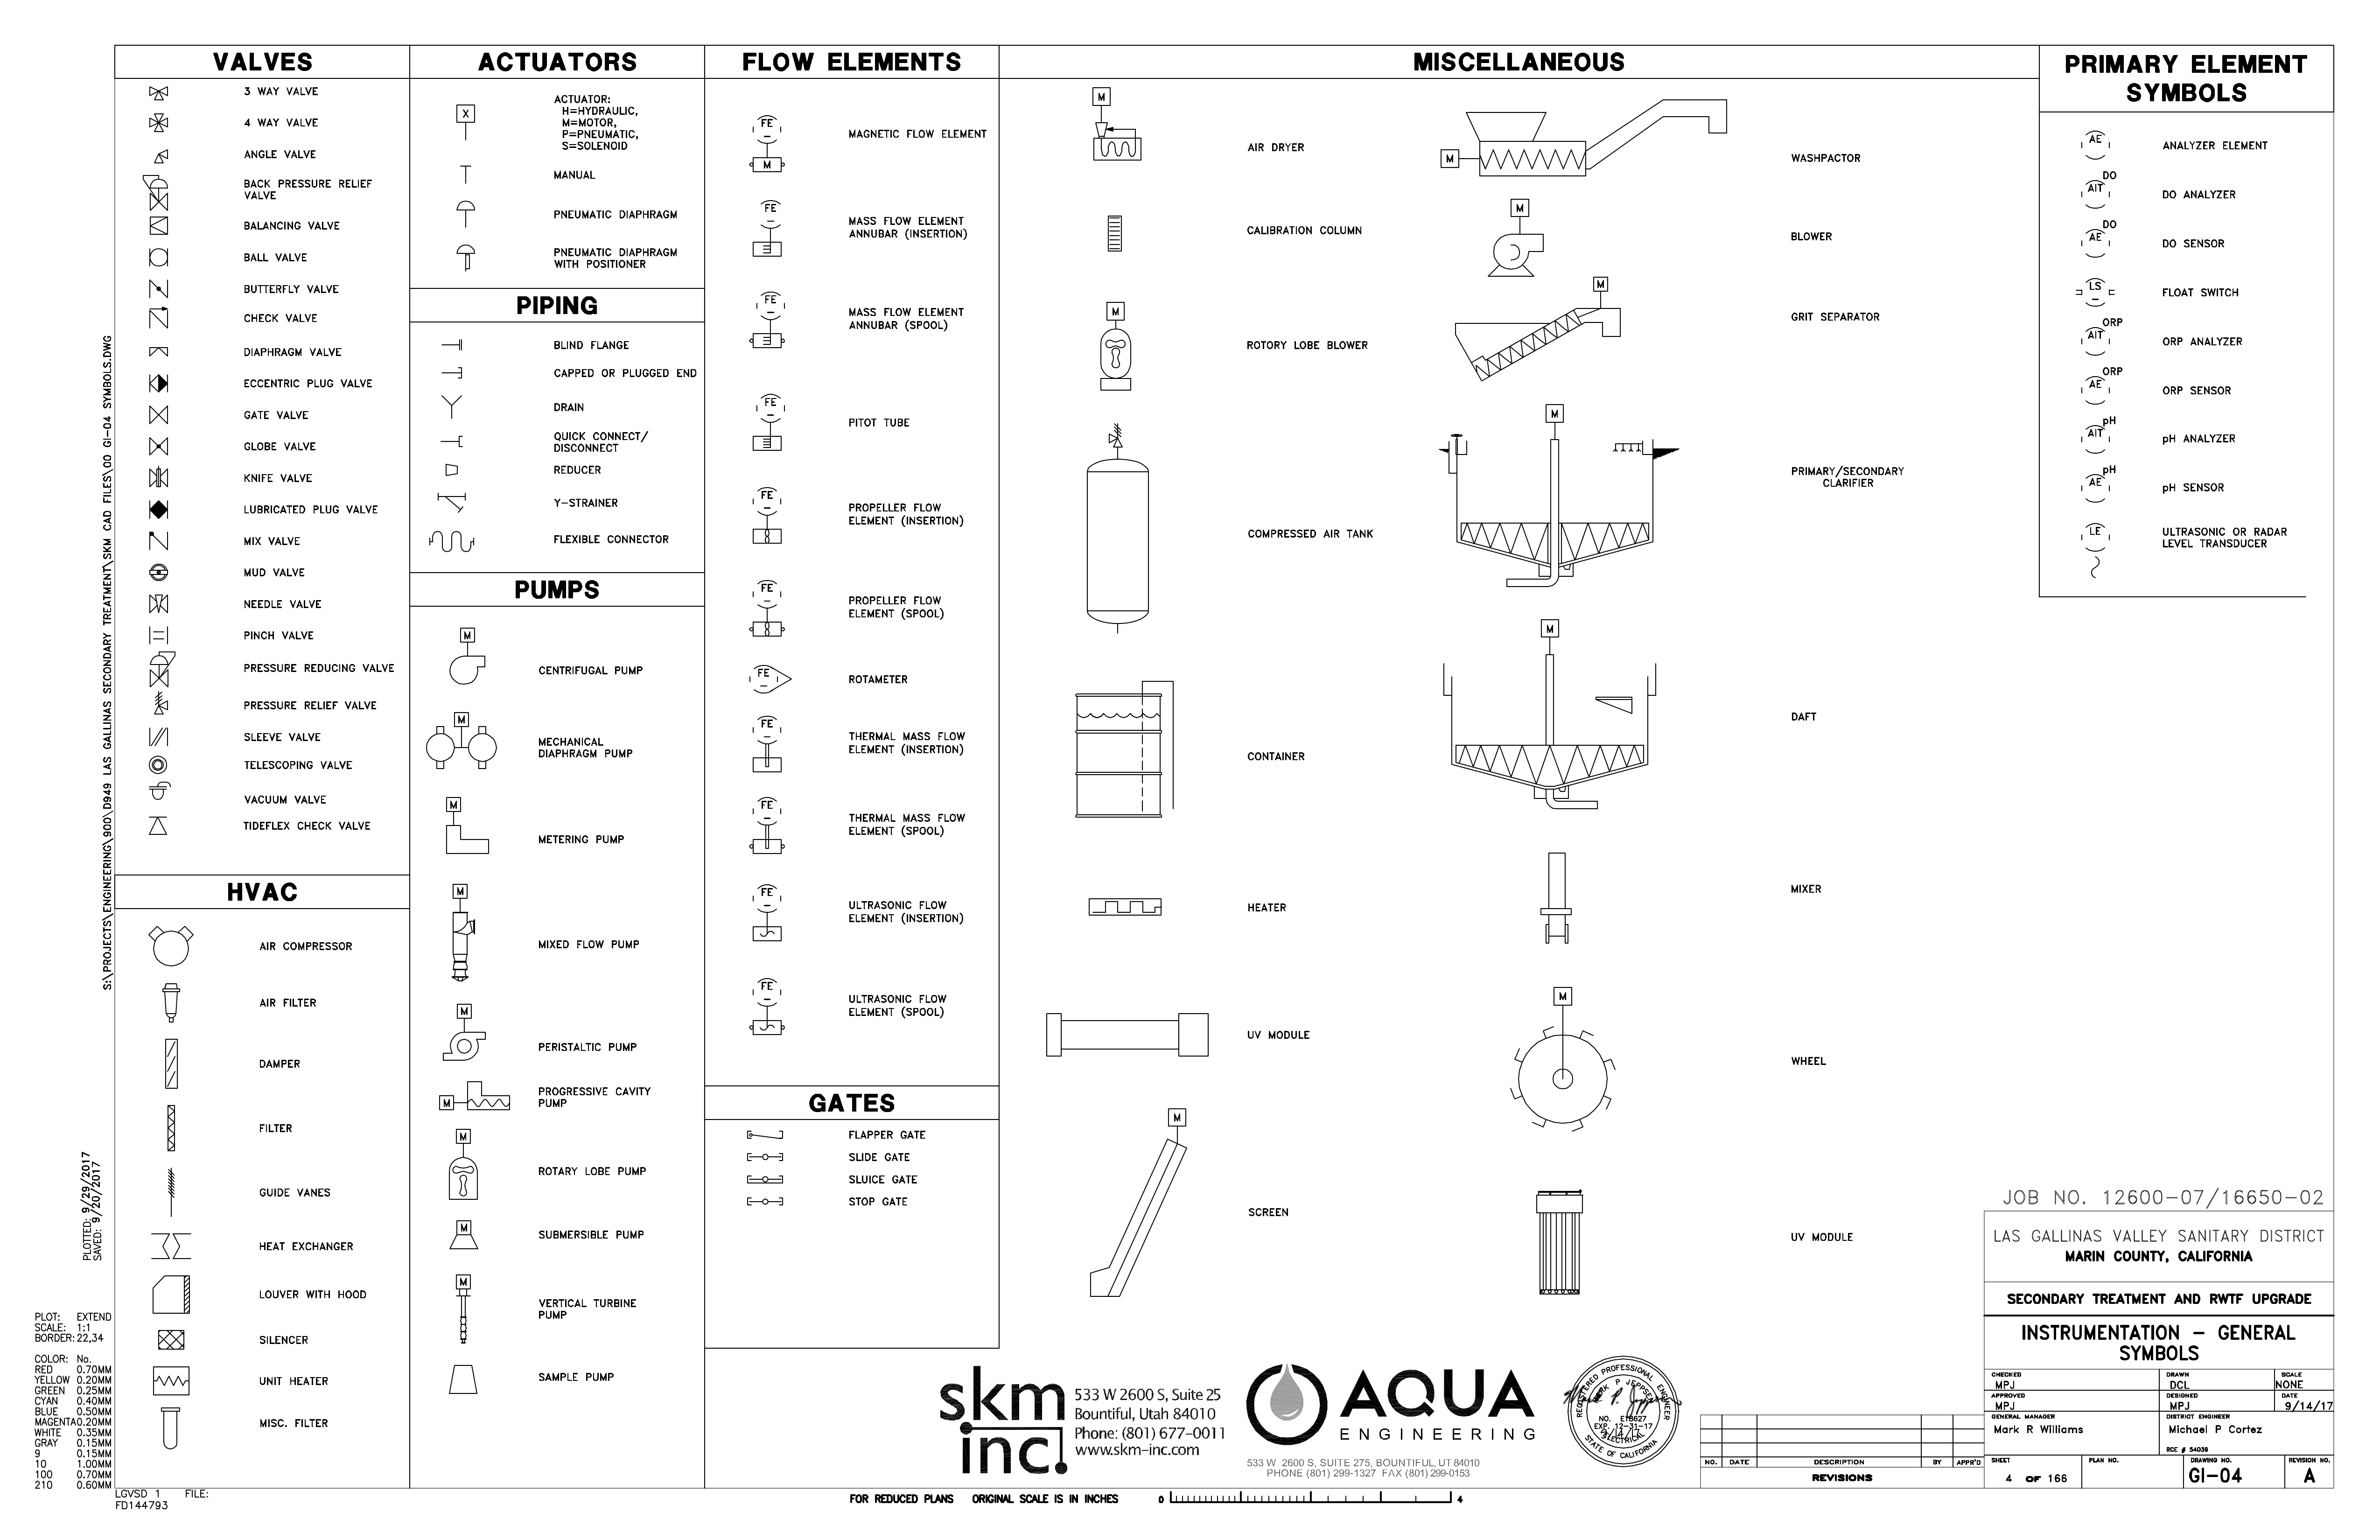 VALVES
3 WAY VALVE
4 WAY VALVE
ANGLE VALVE
BACK PRESSURE RELIEF
VALVE
BALANCING VALVE
BALL VALVE
BUTTERFLY VALVE
CHECK VALVE
DIAPHRAGM VALVE
ECCENTRIC PLUG VALVE
GATE VALVE
GLOBE VALVE
KNIFE VALVE
LUBRICATED PLUG VALVE
MIX VALVE
MUD VALVE
NEEDLE VALVE
PINCH VALVE
PRESSURE REDUCING VALVE
PRESSURE RELIEF VALVE
SLEEVE VALVE
TELESCOPING VALVE
VACUUM VALVE
TIDEFLEX CHECK VALVE
HVAC
AIR COMPRESSOR
AIR FILTER
DAMPER
FILTER
GUIDE VANES
HEAT EXCHANGER
LOUVER WITH HOOD
SILENCER
UNIT HEATER
MISC. FILTER
ACTUATORS
X
ACTUATOR:
H=HYDRAULIC,
M=MOTOR,
P=PNEUMATIC,
S=SOLENOID
MANUAL
PNEUMATIC DIAPHRAGM
PNEUMATIC DIAPHRAGM
WITH POSITIONER
PIPING
BLIND FLANGE
CAPPED OR PLUGGED END
DRAIN
QUICK CONNECT/
DISCONNECT
REDUCER
Y-STRAINER
FLEXIBLE CONNECTOR
PUMPS
M
CENTRIFUGAL PUMP
M
MECHANICAL
DIAPHRAGM PUMP
M
METERING PUMP
M
MIXED FLOW PUMP
M
PERISTALTIC PUMP
M
PROGRESSIVE CAVITY
PUMP
M
ROTARY LOBE PUMP
M
SUBMERSIBLE PUMP
M
VERTICAL TURBINE
PUMP
SAMPLE PUMP
FLOW ELEMENTS
FE
M
MAGNETIC FLOW ELEMENT
FE
MASS FLOW ELEMENT
ANNUBAR (INSERTION)
FE
MASS FLOW ELEMENT
ANNUBAR (SPOOL)
FE
PITOT TUBE
FE
PROPELLER FLOW
ELEMENT (INSERTION)
FE
PROPELLER FLOW
ELEMENT (SPOOL)
FE
ROTAMETER
FE
THERMAL MASS FLOW
ELEMENT (INSERTION)
FE
THERMAL MASS FLOW
ELEMENT (SPOOL)
FE
ULTRASONIC FLOW
ELEMENT (INSERTION)
FE
ULTRASONIC FLOW
ELEMENT (SPOOL)
GATES
FLAPPER GATE
SLIDE GATE
SLUICE GATE
STOP GATE
MISCELLANEOUS
M
AIR DRYER
CALIBRATION COLUMN
M
ROTORY LOBE BLOWER
COMPRESSED AIR TANK
CONTAINER
HEATER
UV MODULE
M
SCREEN
M
WASHPACTOR
M
BLOWER
M
GRIT SEPARATOR
M
PRIMARY/SECONDARY
CLARIFIER
M
DAFT
MIXER
M
WHEEL
UV MODULE
PRIMARY ELEMENT
SYMBOLS
AE
ANALYZER ELEMENT
DO
AIT
DO ANALYZER
DO
AE
DO SENSOR
LS
FLOAT SWITCH
ORP
AIT
ORP ANALYZER
ORP
AE
ORP SENSOR
pH
AIT
pH ANALYZER
pH
AE
pH SENSOR
LE
ULTRASONIC OR RADAR
LEVEL TRANSDUCER
S:\PROJECTS\ENGINEERING\900\D949 LAS GALLINAS SECONDARY TREATMENT\SKM CAD FILES\00 GI-04 SYMBOLS.DWG
PLOTTED: 9/29/2017
SAVED: 9/20/2017
PLOT: EXTEND
SCALE: 1:1
BORDER: 22,34
COLOR: No.
RED 0.70MM
YELLOW 0.20MM
GREEN 0.25MM
CYAN 0.40MM
BLUE 0.50MM
MAGENTA 0.20MM
WHITE 0.35MM
GRAY 0.15MM
9 0.15MM
10 1.00MM
100 0.70MM
210 0.60MM
LGVSD 1 FILE:
FD144793
skm
inc.
533 W 2600 S, Suite 25
Bountiful, Utah 84010
Phone: (801) 677-0011
www.skm-inc.com
AQUA
ENGINEERING
533 W 2600 S, SUITE 275, BOUNTIFUL, UT 84010
PHONE (801) 299-1327 FAX (801) 299-0153
REGISTERED PROFESSIONAL ENGINEER
MARK P JEPPSEN
NO. E18627
EXP. 12-31-17
9/14/17
ELECTRICAL
STATE OF CALIFORNIA
FOR REDUCED PLANS ORIGINAL SCALE IS IN INCHES 0 4
NO. DATE DESCRIPTION BY APPR'D
REVISIONS
JOB NO. 12600-07/16650-02
LAS GALLINAS VALLEY SANITARY DISTRICT
MARIN COUNTY, CALIFORNIA
SECONDARY TREATMENT AND RWTF UPGRADE
INSTRUMENTATION - GENERAL
SYMBOLS
CHECKED DRAWN SCALE
MPJ DCL NONE
APPROVED DESIGNED DATE
MPJ MPJ 9/14/17
GENERAL MANAGER DISTRICT ENGINEER
Mark R Williams Michael P Cortez
RCE # 54039
SHEET PLAN NO. DRAWING NO. REVISION NO.
4 OF 166 GI-04 A